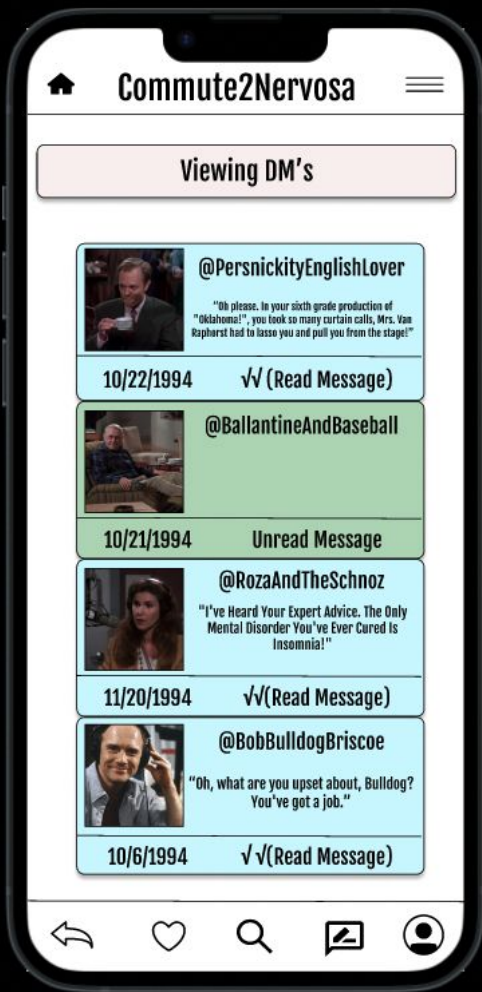 Commute2Nervosa
Viewing DM's
@PersnickityEnglishLover
"Oh please. In your sixth grade production of
"Oklahoma!", you took so many curtain calls, Mrs. Van
Raphorst had to lasso you and pull you from the stage!"
10/22/1994 √√ (Read Message)
@BallantineAndBaseball
10/21/1994 Unread Message
@RozaAndTheSchnoz
"I've Heard Your Expert Advice. The Only
Mental Disorder You've Ever Cured Is
Insomnia!"
11/20/1994 √√(Read Message)
@BobBulldogBriscoe
"Oh, what are you upset about, Bulldog?
You've got a job."
10/6/1994 √ √(Read Message)